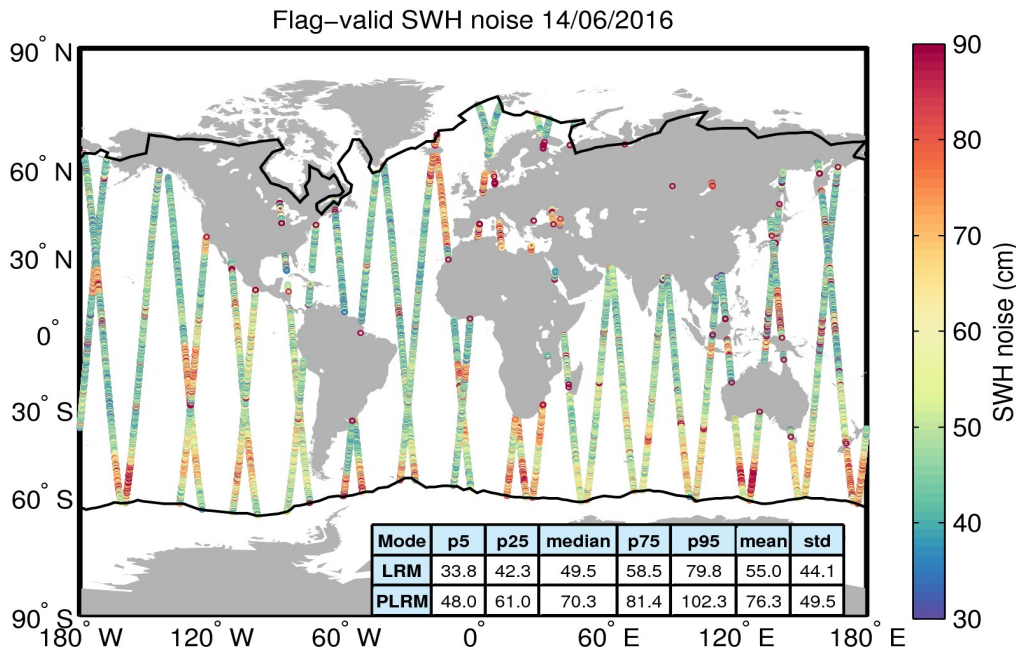 Flag−valid SWH noise 14/06/2016
90° N
60° N
30° N
0°
30° S
60° S
90° S
180° W
120° W
60° W
0°
60° E
120° E
180° E
Mode p5 p25 median p75 p95 mean std
LRM 33.8 42.3 49.5 58.5 79.8 55.0 44.1
PLRM 48.0 61.0 70.3 81.4 102.3 76.3 49.5
90
80
70
60
50
40
30
SWH noise (cm)